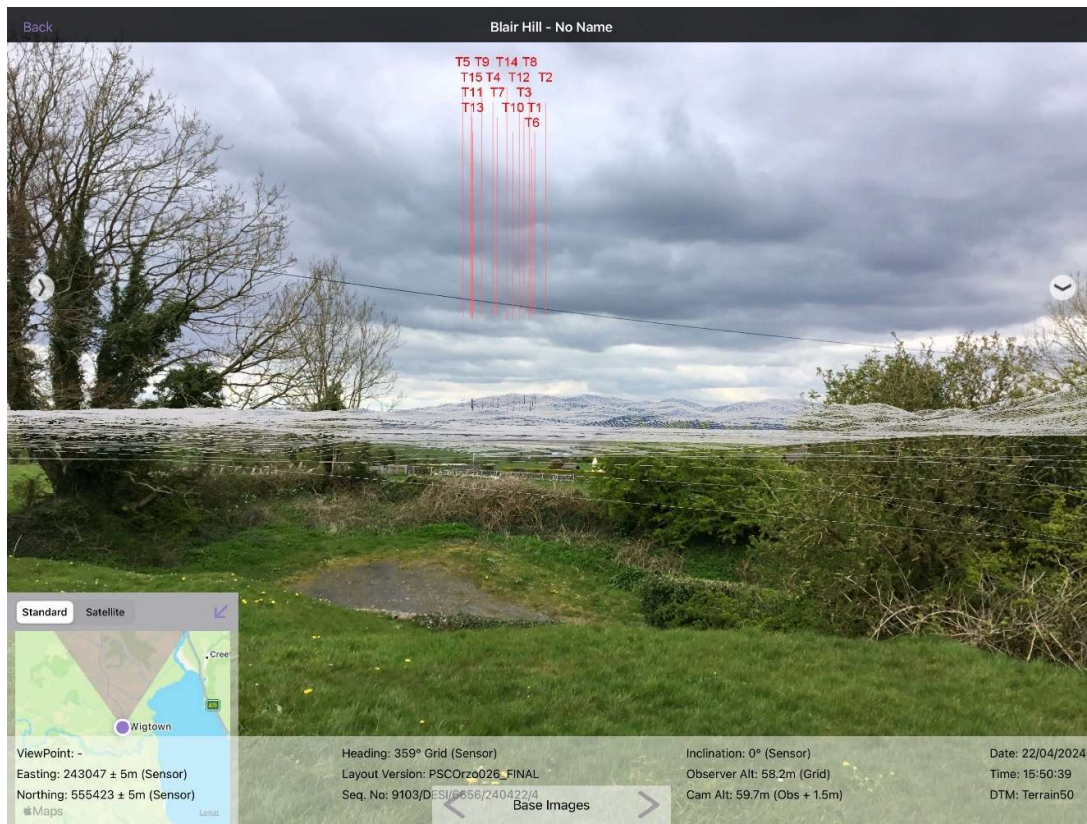 Back
Blair Hill - No Name
T5 T9 T14 T8
T15 T4 T12 T2
T11 T7 T3
T13 T10 T1
T6
Standard Satellite
Cree
A75
Wigtown
ViewPoint: -
Easting: 243047 ± 5m (Sensor)
Northing: 555423 ± 5m (Sensor)
Maps
Legal
Heading: 359° Grid (Sensor)
Layout Version: PSCOrzo026_FINAL
Seq. No: 9103/DESI/6656/240422/4
Base Images
Inclination: 0° (Sensor)
Observer Alt: 58.2m (Grid)
Cam Alt: 59.7m (Obs + 1.5m)
Date: 22/04/2024
Time: 15:50:39
DTM: Terrain50